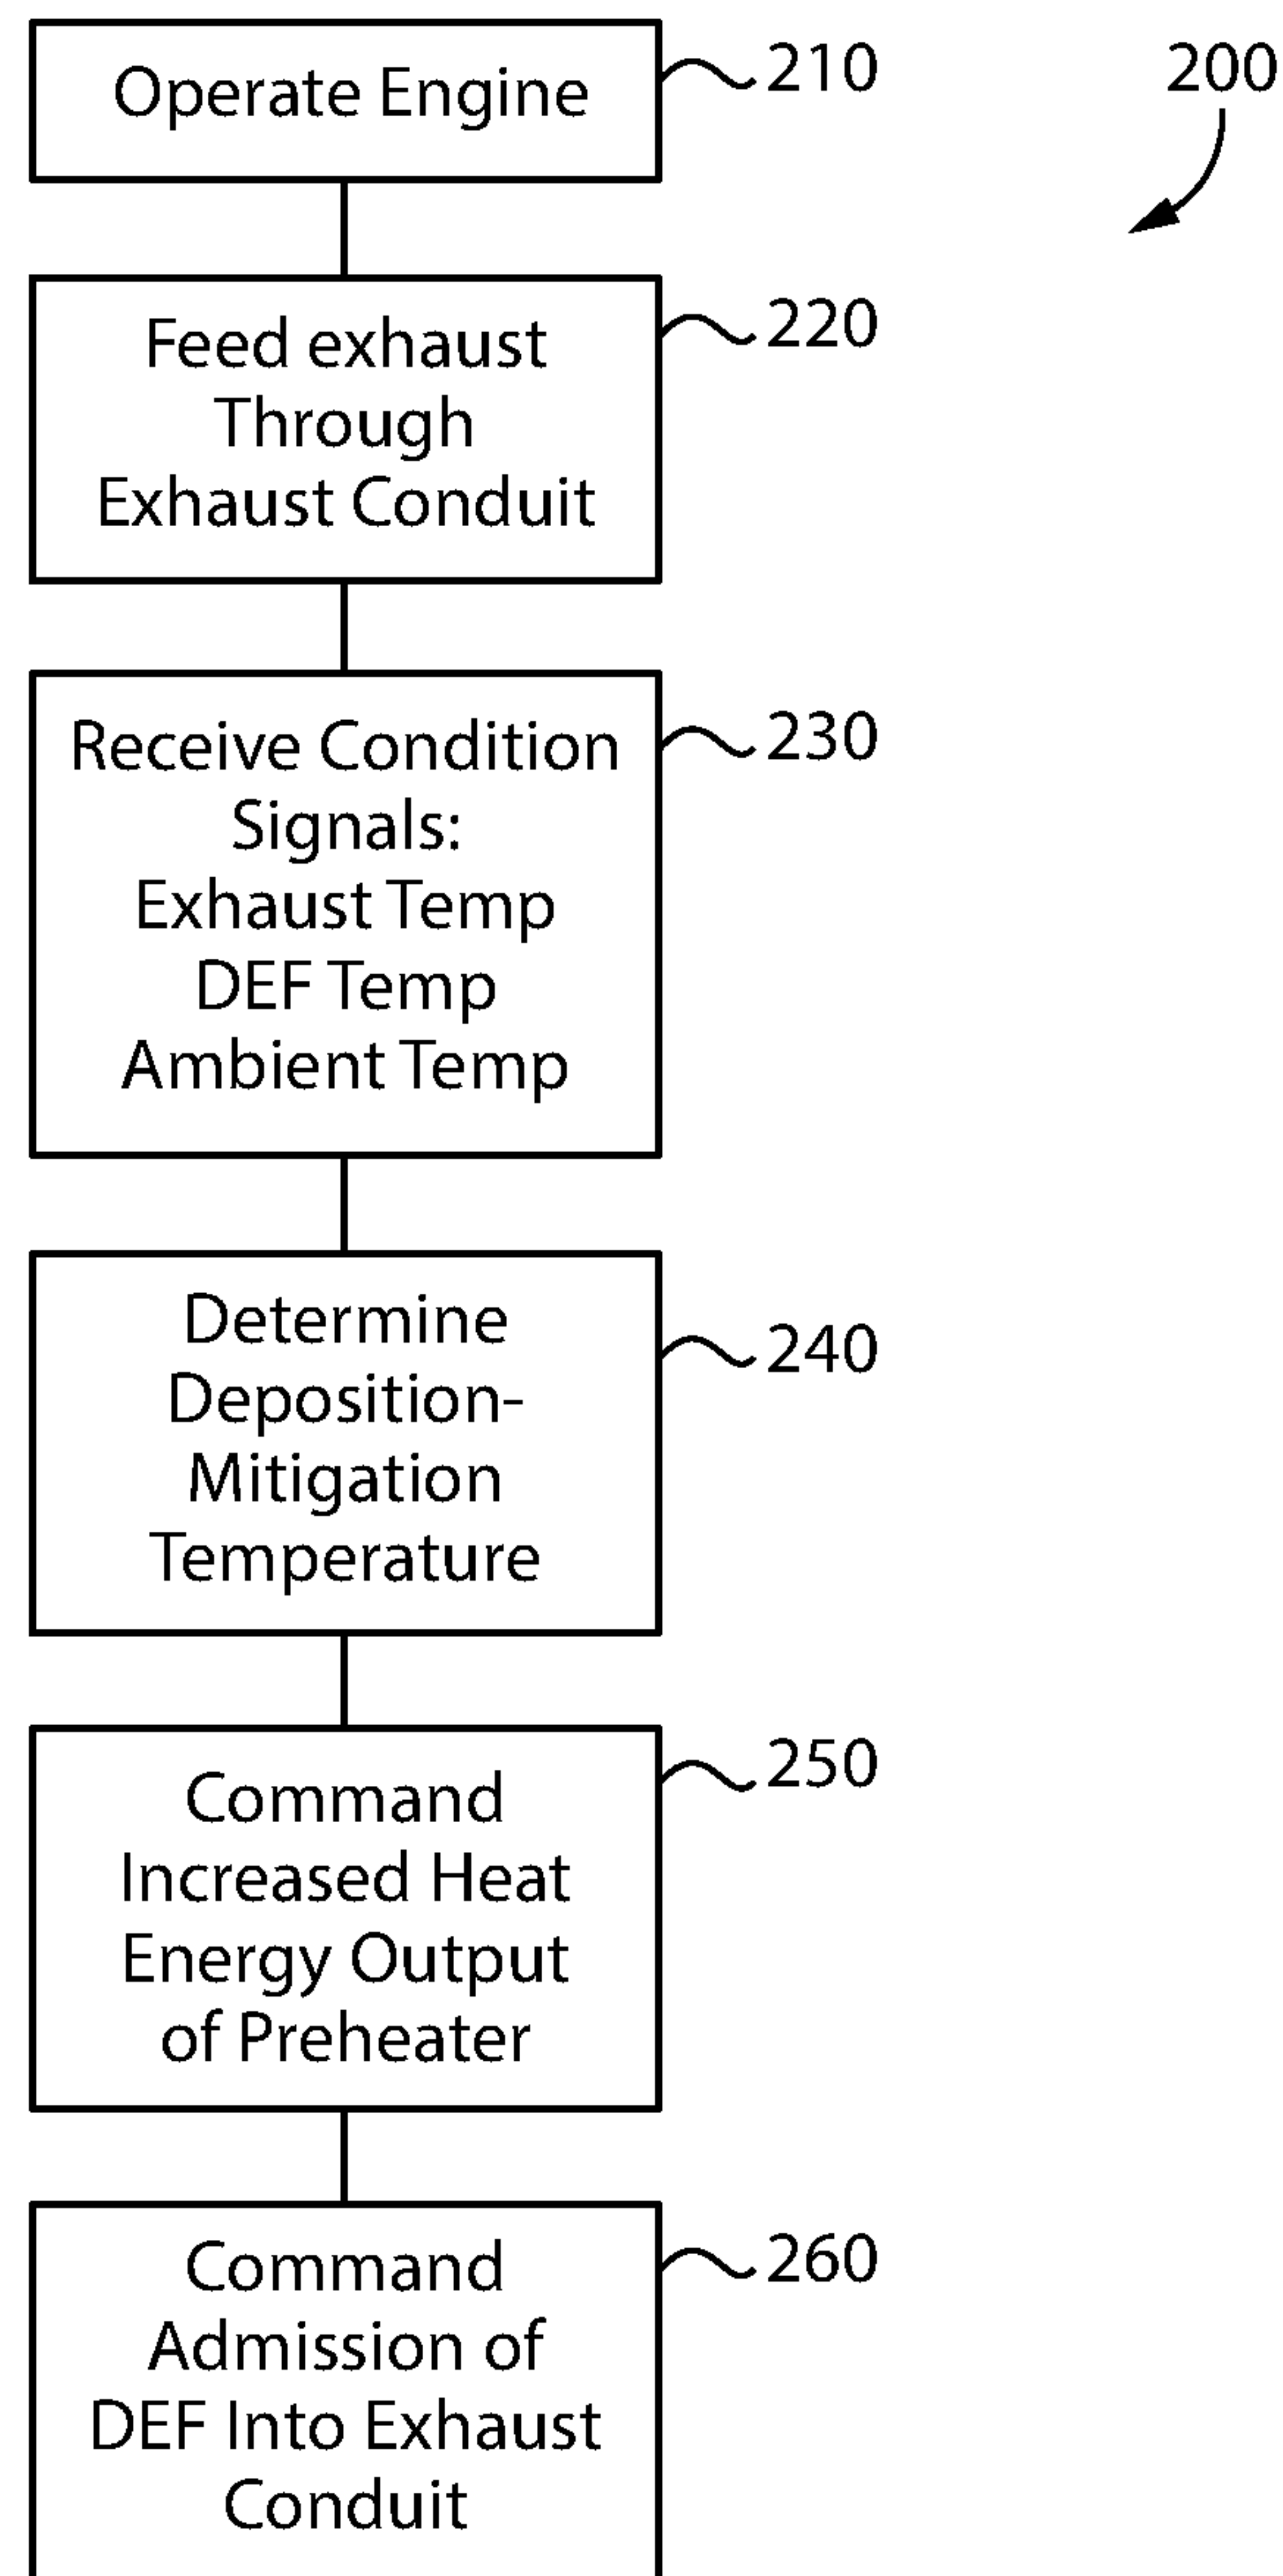 Operate Engine
210
200
Feed exhaust
Through
Exhaust Conduit
220
Receive Condition
Signals:
Exhaust Temp
DEF Temp
Ambient Temp
230
Determine
Deposition-
Mitigation
Temperature
240
Command
Increased Heat
Energy Output
of Preheater
250
Command
Admission of
DEF Into Exhaust
Conduit
260